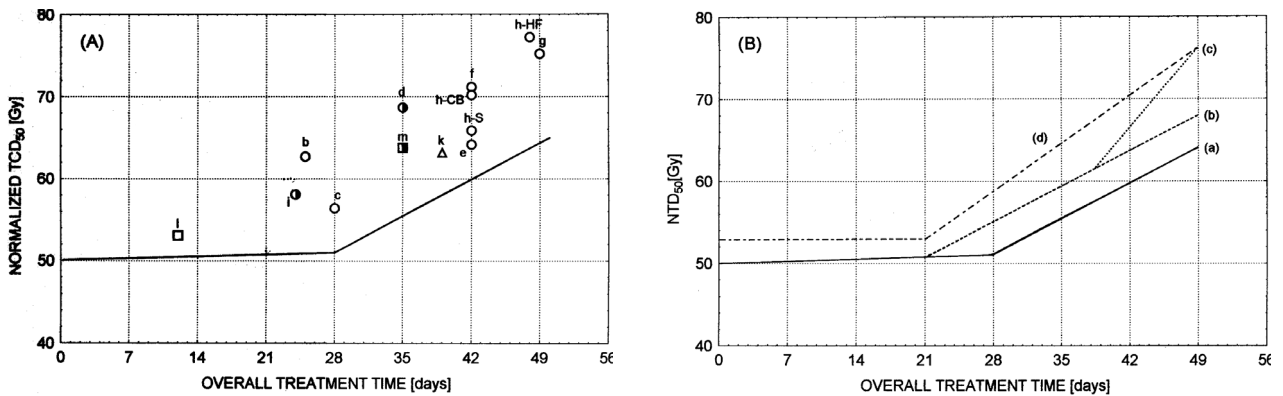 (A)
NORMALIZED TCD50 [Gy]
80
70
60
50
40
h-HF
g
f
d
h-CB
h-S
m
k
e
b
i
c
l
0 7 14 21 28 35 42 49 56
OVERALL TREATMENT TIME [days]
(B)
NTD50[Gy]
80
70
60
50
40
(c)
(d)
(b)
(a)
0 7 14 21 28 35 42 49 56
OVERALL TREATMENT TIME [days]